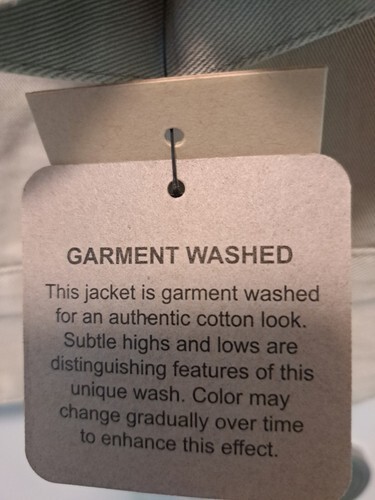 GARMENT WASHED
This jacket is garment washed
for an authentic cotton look.
Subtle highs and lows are
distinguishing features of this
unique wash. Color may
change gradually over time
to enhance this effect.